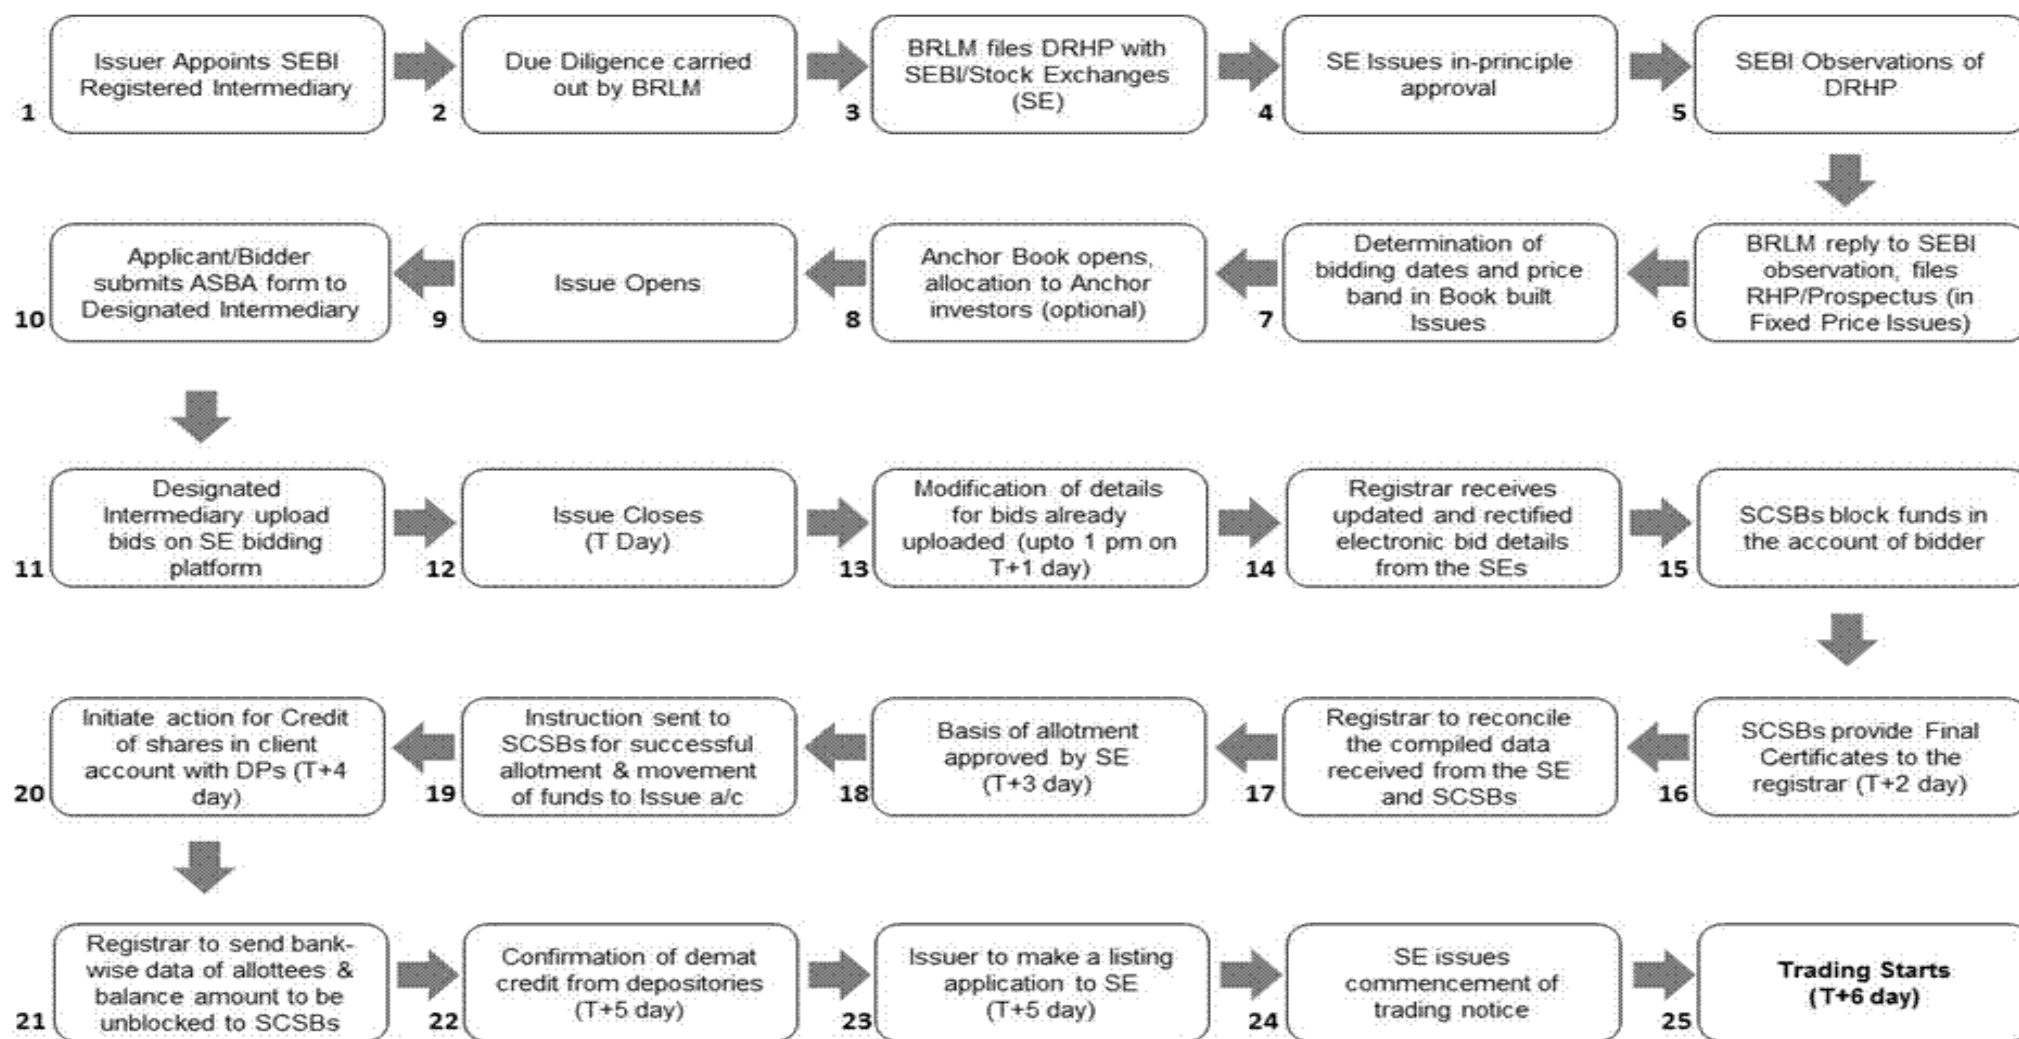 Issuer Appoints SEBI
Registered Intermediary
1
Due Diligence carried
out by BRLM
2
BRLM files DRHP with
SEBI/Stock Exchanges
(SE)
3
SE Issues in-principle
approval
4
SEBI Observations of
DRHP
5
BRLM reply to SEBI
observation, files
RHP/Prospectus (in
Fixed Price Issues)
6
Determination of
bidding dates and price
band in Book built
Issues
7
Anchor Book opens,
allocation to Anchor
investors (optional)
8
Issue Opens
9
Applicant/Bidder
submits ASBA form to
Designated Intermediary
10
Designated
Intermediary upload
bids on SE bidding
platform
11
Issue Closes
(T Day)
12
Modification of details
for bids already
uploaded (upto 1 pm on
T+1 day)
13
Registrar receives
updated and rectified
electronic bid details
from the SEs
14
SCSBs block funds in
the account of bidder
15
SCSBs provide Final
Certificates to the
registrar (T+2 day)
16
Registrar to reconcile
the compiled data
received from the SE
and SCSBs
17
Basis of allotment
approved by SE
(T+3 day)
18
Instruction sent to
SCSBs for successful
allotment & movement
of funds to Issue a/c
19
Initiate action for Credit
of shares in client
account with DPs (T+4
day)
20
Registrar to send bank-
wise data of allottees &
balance amount to be
unblocked to SCSBs
21
Confirmation of demat
credit from depositories
(T+5 day)
22
Issuer to make a listing
application to SE
(T+5 day)
23
SE issues
commencement of
trading notice
24
Trading Starts
(T+6 day)
25